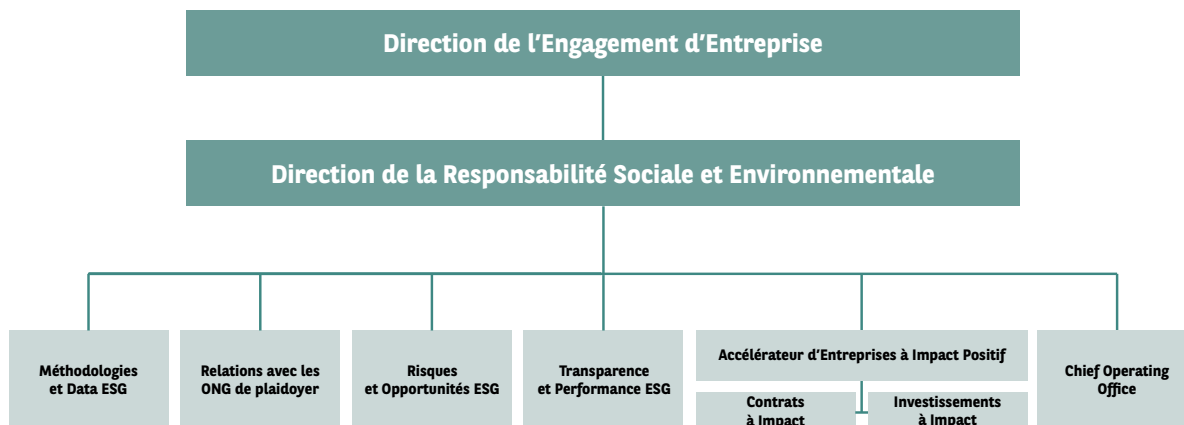 Direction de l'Engagement d'Entreprise
Direction de la Responsabilité Sociale et Environnementale
Méthodologies
et Data ESG
Relations avec les
ONG de plaidoyer
Risques
et Opportunités ESG
Transparence
et Performance ESG
Accélérateur d'Entreprises à Impact Positif
Contrats
à Impact
Investissements
à Impact
Chief Operating
Office